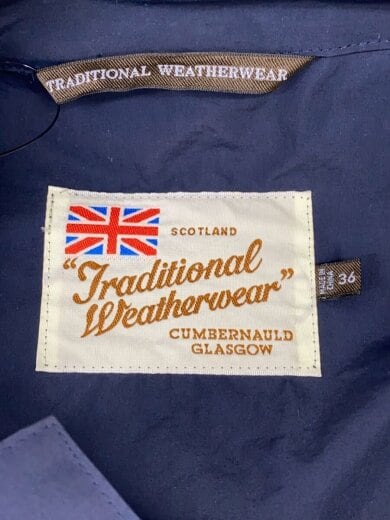 TRADITIONAL WEATHERWEAR
SCOTLAND
"Traditional
Weatherwear"
CUMBERNAULD
GLASGOW
MADE IN
CHINA
36